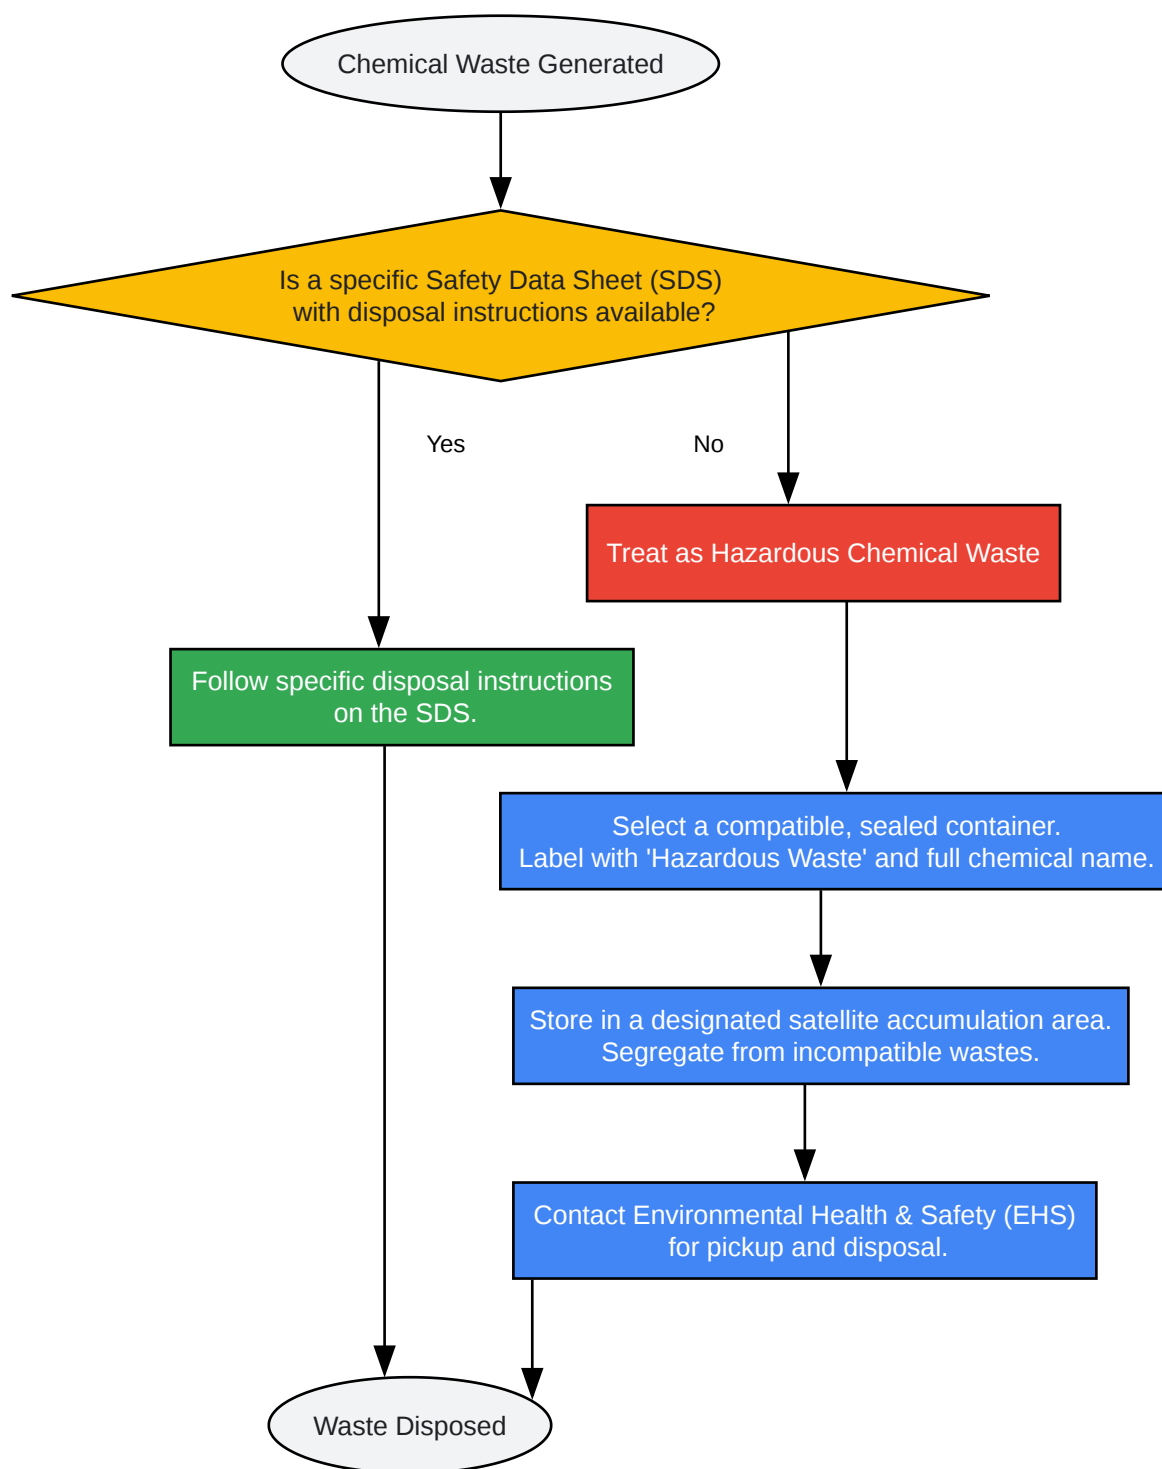 Chemical Waste Generated
Is a specific Safety Data Sheet (SDS)
with disposal instructions available?
Yes
No
Treat as Hazardous Chemical Waste
Follow specific disposal instructions
on the SDS.
Select a compatible, sealed container.
Label with 'Hazardous Waste' and full chemical name.
Store in a designated satellite accumulation area.
Segregate from incompatible wastes.
Contact Environmental Health & Safety (EHS)
for pickup and disposal.
Waste Disposed